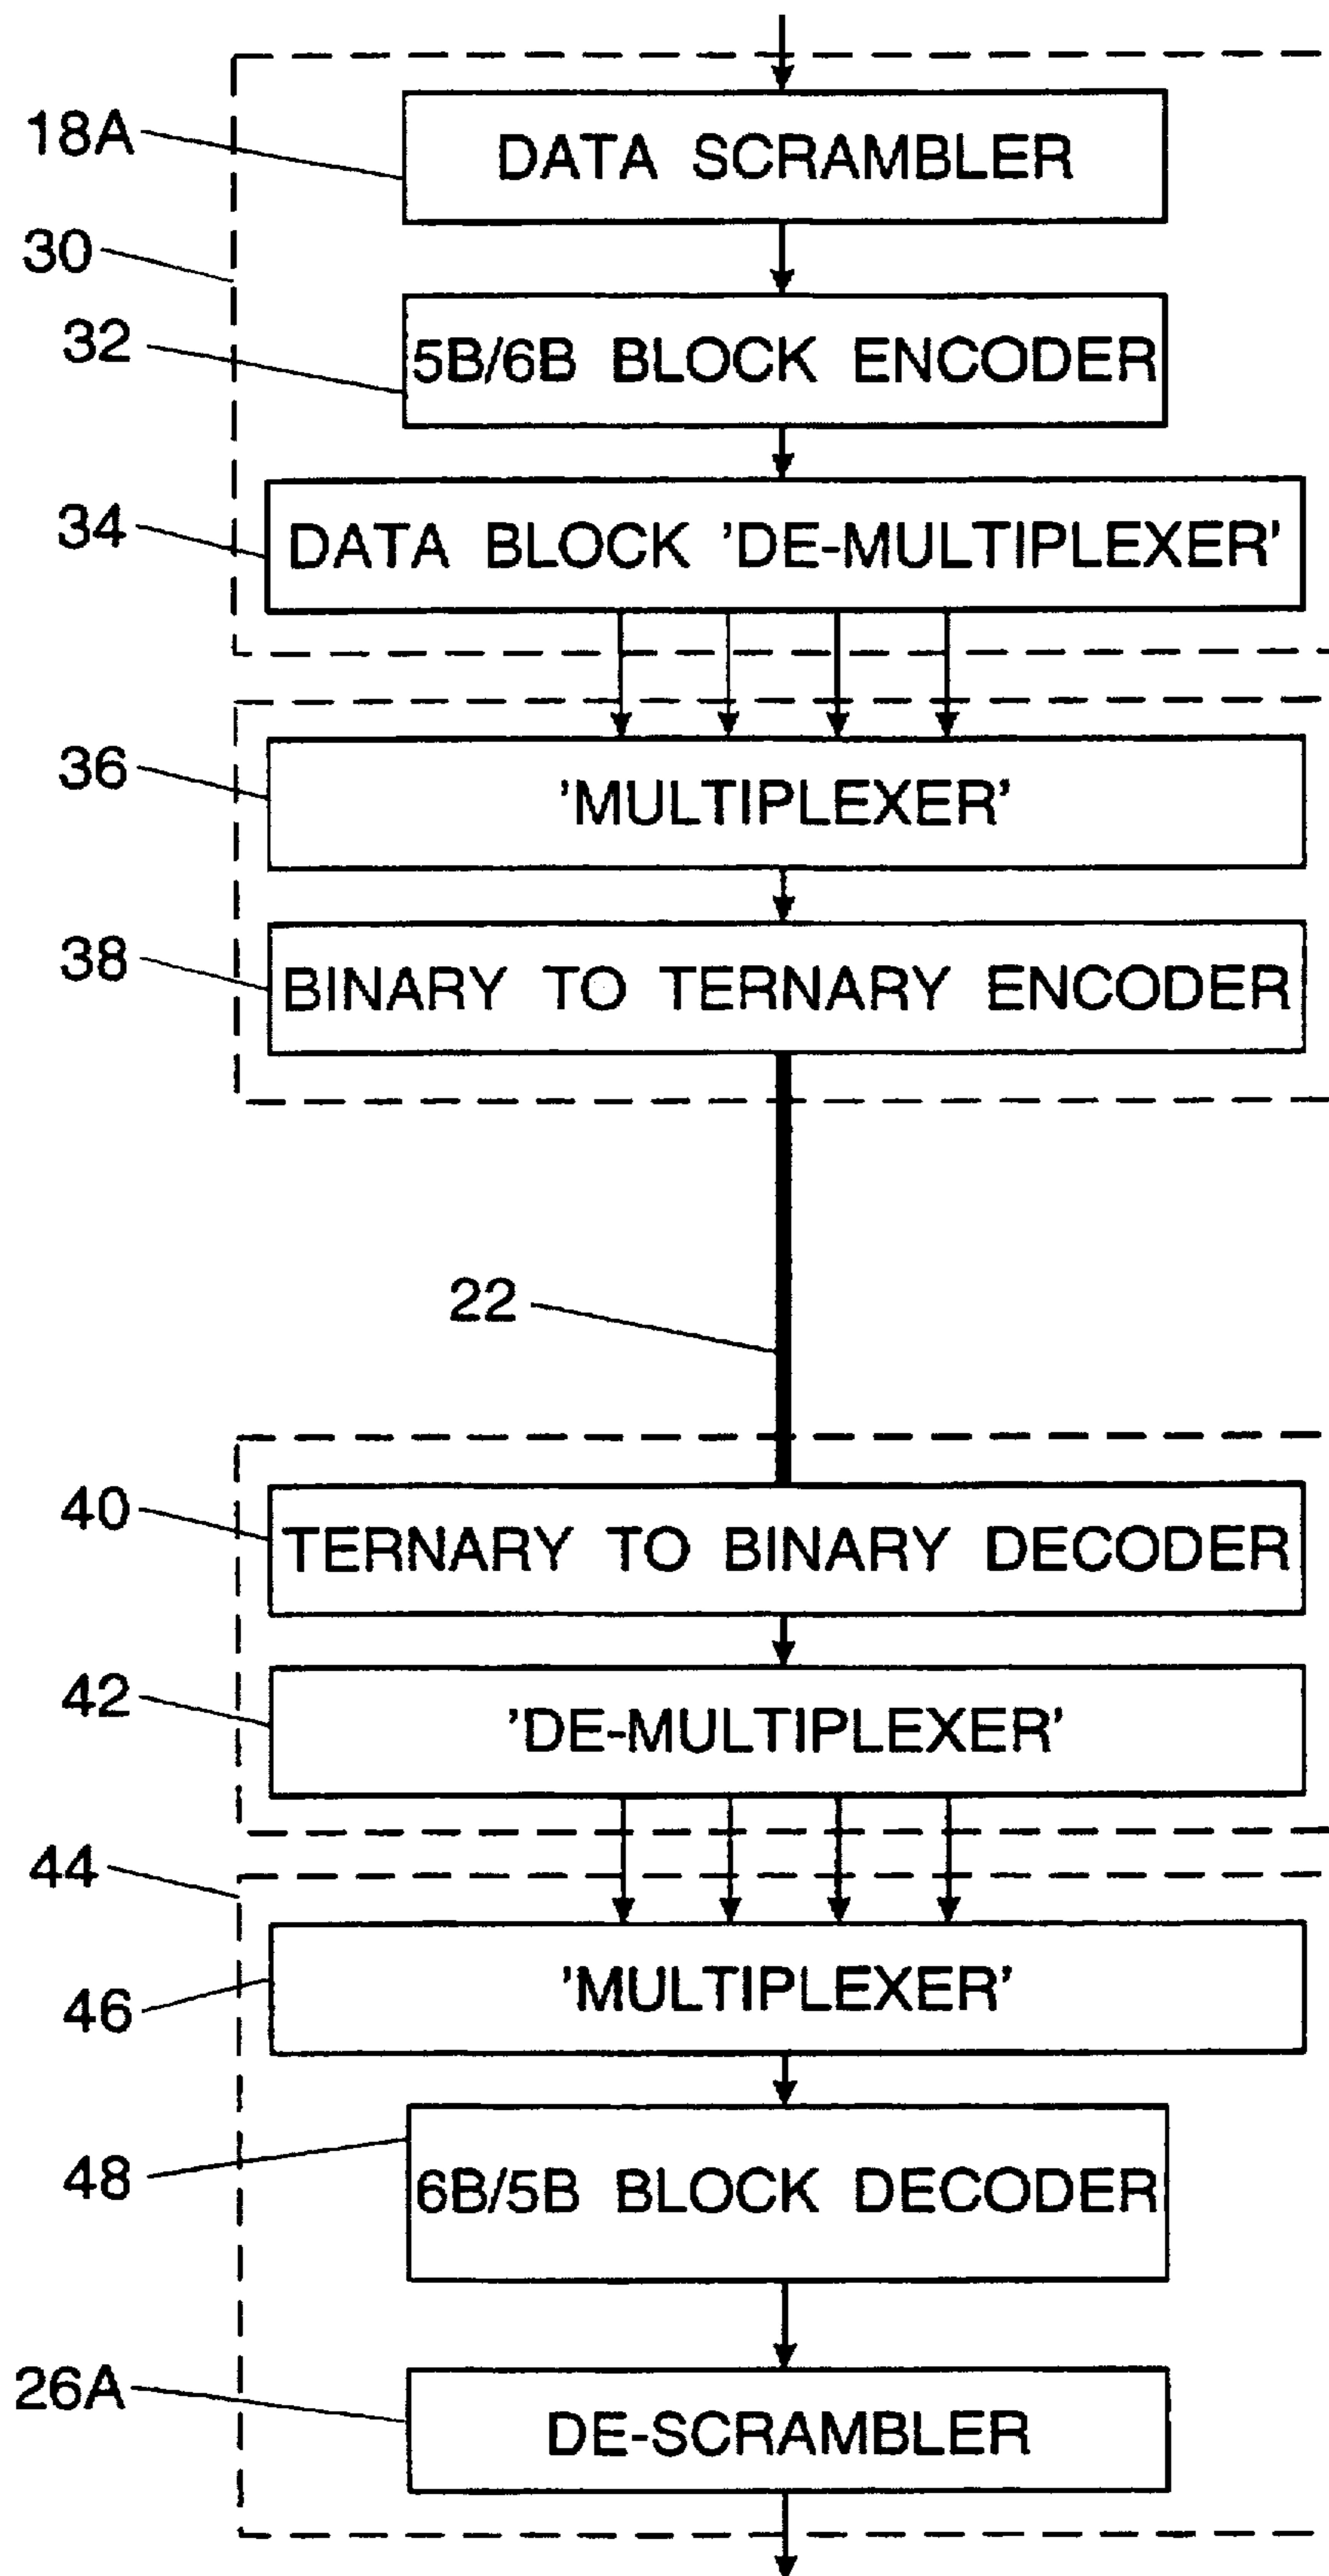 18A
DATA SCRAMBLER
30
32
5B/6B BLOCK ENCODER
34
DATA BLOCK 'DE-MULTIPLEXER'
36
'MULTIPLEXER'
38
BINARY TO TERNARY ENCODER
22
40
TERNARY TO BINARY DECODER
42
'DE-MULTIPLEXER'
44
46
'MULTIPLEXER'
48
6B/5B BLOCK DECODER
26A
DE-SCRAMBLER